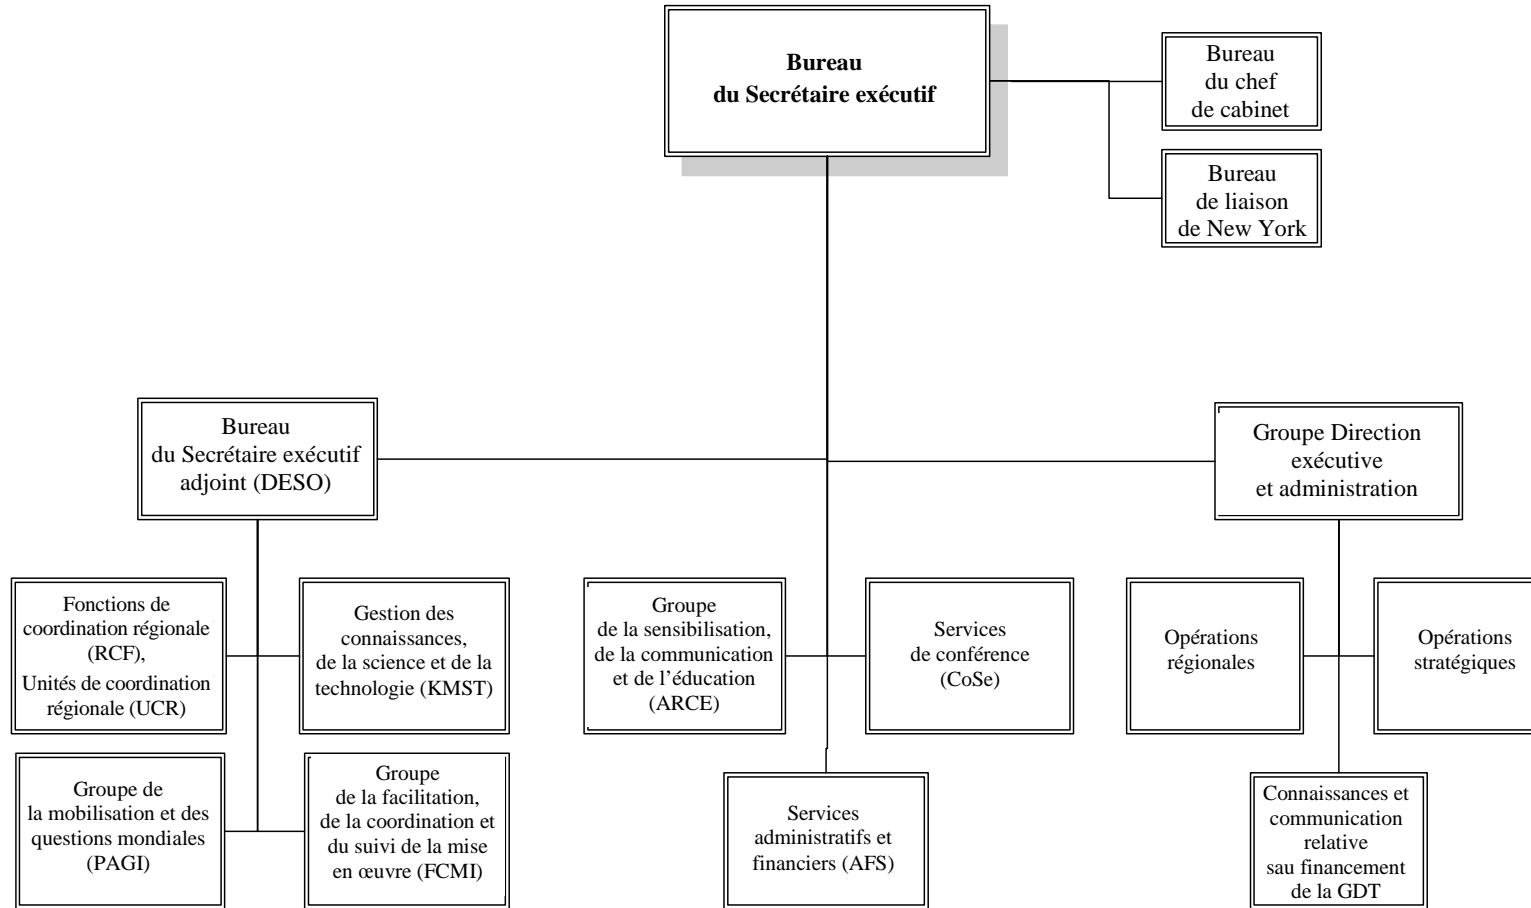 Bureau
du Secrétaire exécutif
Bureau
du chef
de cabinet
Bureau
de liaison
de New York
Bureau
du Secrétaire exécutif
adjoint (DESO)
Groupe Direction
exécutive
et administration
Fonctions de
coordination régionale
(RCF),
Unités de coordination
régionale (UCR)
Gestion des
connaissances,
de la science et de la
technologie (KMST)
Groupe
de la sensibilisation,
de la communication
et de l’éducation
(ARCE)
Services
de conférence
(CoSe)
Opérations
régionales
Opérations
stratégiques
Groupe de
la mobilisation et des
questions mondiales
(PAGI)
Groupe
de la facilitation,
de la coordination et
du suivi de la mise
en œuvre (FCMI)
Services
administratifs et
financiers (AFS)
Connaissances et
communication
relative
sau financement
de la GDT